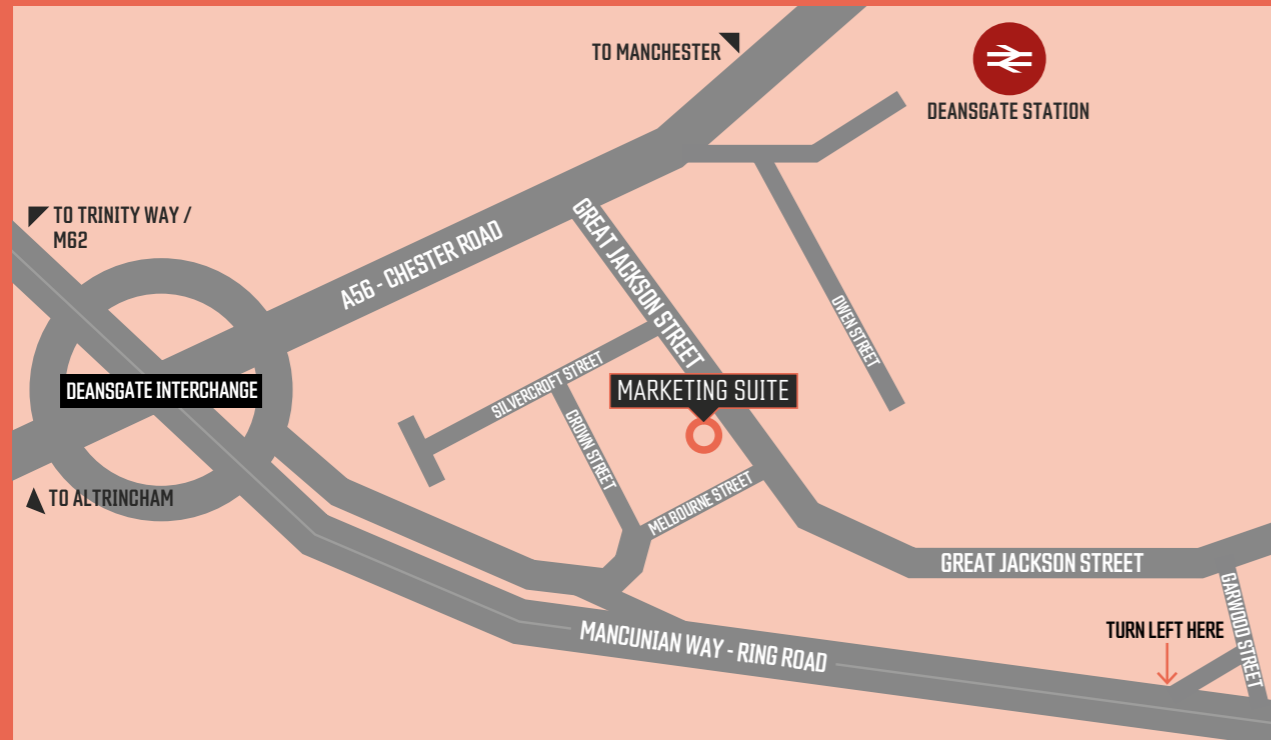 TO MANCHESTER
DEANSGATE STATION
TO TRINITY WAY /
M62
A56 - CHESTER ROAD
GREAT JACKSON STREET
OWEN STREET
SILVERCROFT STREET
DEANSGATE INTERCHANGE
MARKETING SUITE
CROWN STREET
MELBOURNE STREET
TO ALTRINCHAM
GREAT JACKSON STREET
GARWOOD STREET
TURN LEFT HERE
MANCUNIAN WAY - RING ROAD